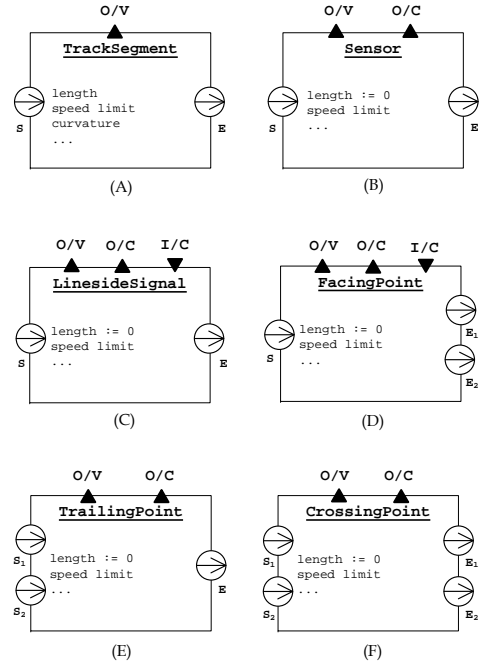 O/V
TrackSegment
length
speed limit
curvature
...
S
E
(A)
O/V O/C
Sensor
length := 0
speed limit
...
S
E
(B)
O/V O/C I/C
LinesideSignal
length := 0
speed limit
...
S
E
(C)
O/V O/C I/C
FacingPoint
length := 0
speed limit
...
S
E1
E2
(D)
O/V O/C
TrailingPoint
S1
length := 0
speed limit
...
S2
E
(E)
O/V O/C
CrossingPoint
S1
length := 0
speed limit
...
S2
E1
E2
(F)